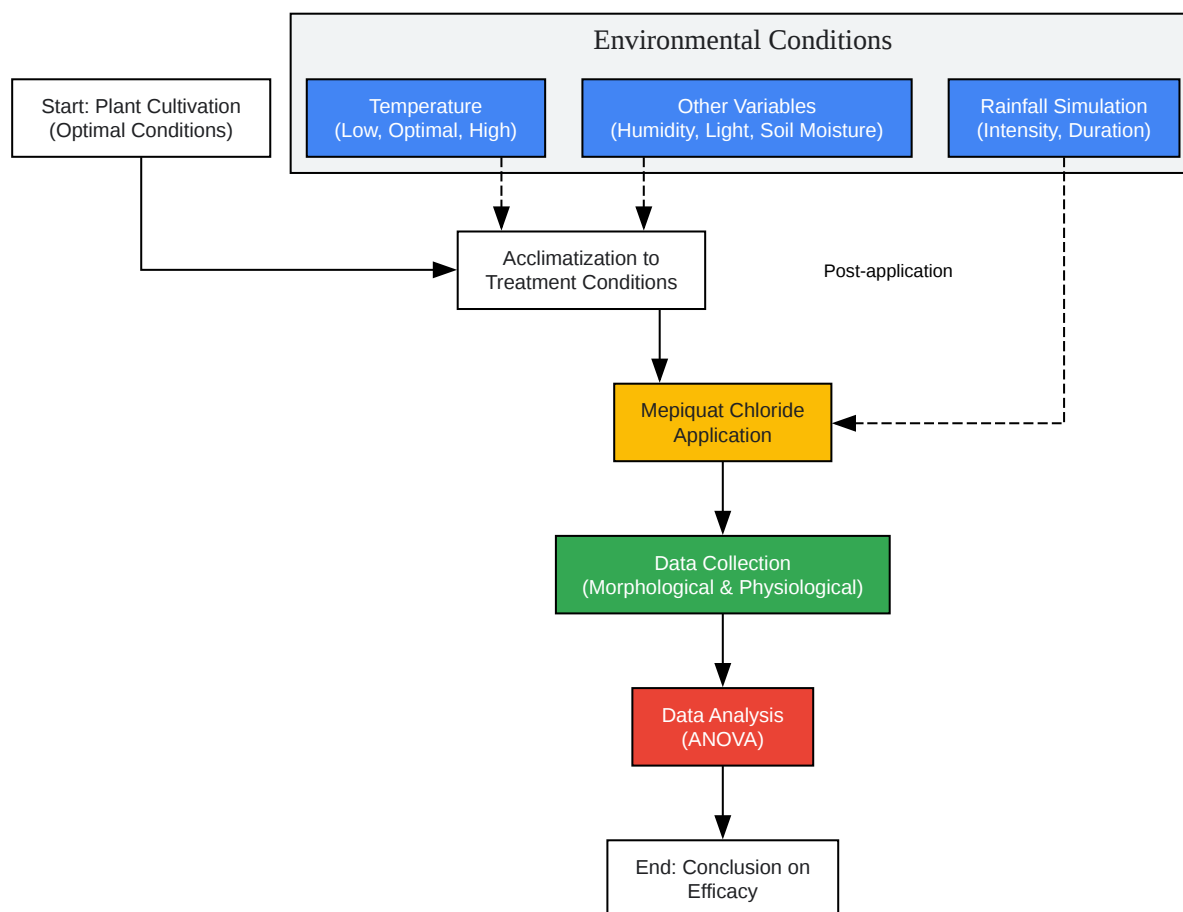 Environmental Conditions
Start: Plant Cultivation
(Optimal Conditions)
Temperature
(Low, Optimal, High)
Other Variables
(Humidity, Light, Soil Moisture)
Rainfall Simulation
(Intensity, Duration)
Acclimatization to
Treatment Conditions
Post-application
Mepiquat Chloride
Application
Data Collection
(Morphological & Physiological)
Data Analysis
(ANOVA)
End: Conclusion on
Efficacy